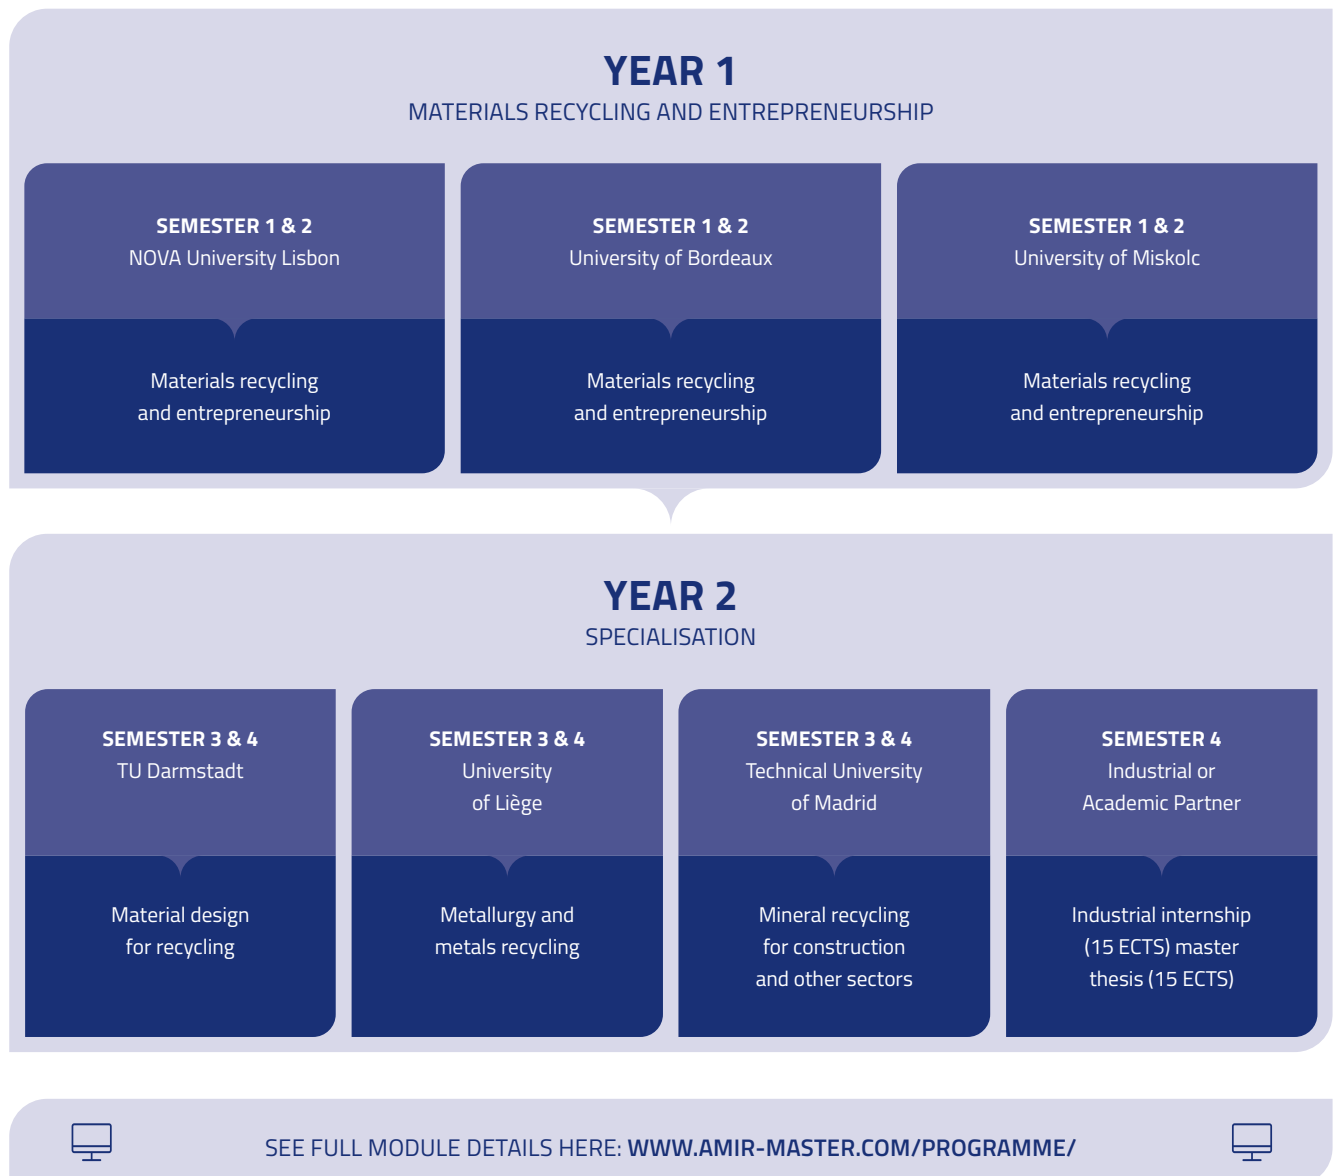 YEAR 1
MATERIALS RECYCLING AND ENTREPRENEURSHIP
SEMESTER 1 & 2
NOVA University Lisbon
Materials recycling
and entrepreneurship
SEMESTER 1 & 2
University of Bordeaux
Materials recycling
and entrepreneurship
SEMESTER 1 & 2
University of Miskolc
Materials recycling
and entrepreneurship
YEAR 2
SPECIALISATION
SEMESTER 3 & 4
TU Darmstadt
Material design
for recycling
SEMESTER 3 & 4
University
of Liège
Metallurgy and
metals recycling
SEMESTER 3 & 4
Technical University
of Madrid
Mineral recycling
for construction
and other sectors
SEMESTER 4
Industrial or
Academic Partner
Industrial internship
(15 ECTS) master
thesis (15 ECTS)
SEE FULL MODULE DETAILS HERE: WWW.AMIR-MASTER.COM/PROGRAMME/